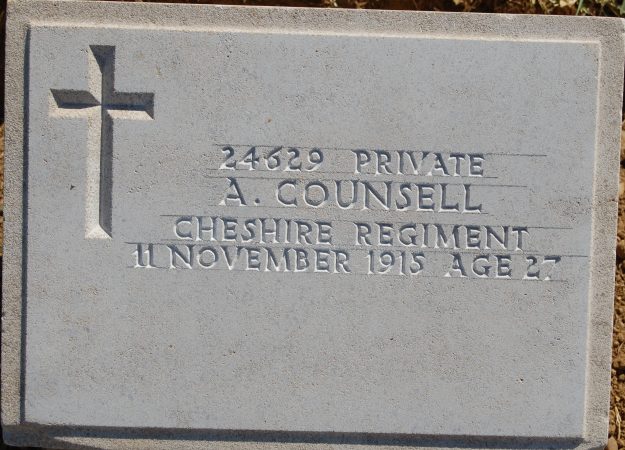 24629 PRIVATE
A. COUNSELL
CHESHIRE REGIMENT
11 NOVEMBER 1915 AGE 27